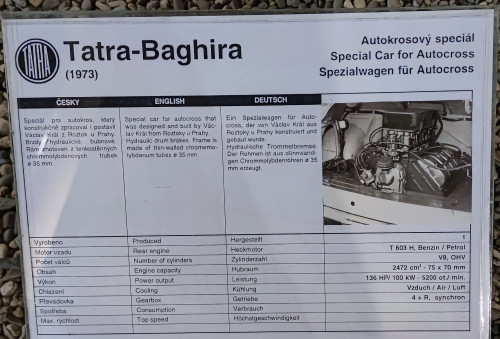 TATRA
Tatra-Baghira
(1973)
Autokrosový speciál
Special Car for Autocross
Spezialwagen für Autocross
ČESKY
Speciál pro autokros, který
konstrukčně zpracoval i postavil
Václav Král z Roztok u Prahy.
Brzdy hydraulické, bubnové.
Rám zhotoven z tenkostěnných
chrommolybdenových trubek
ø 35 mm.
ENGLISH
Special car for autocross that
was designed and built by Vác-
lav Král from Roztoky u Prahy.
Hydraulic drum brakes. Frame is
made of thin-walled chromemo-
lybdenum tubes ø 35 mm.
DEUTSCH
Ein Spezialwagen für Autocross,
der von Václav Král aus
Roztoky u Prahy konstruiert und
gebaut wurde.
Hydraulische Trommelbremse.
Der Rahmen ist aus dünnwandi-
gen Chrommolybdenröhren ø 35
mm erzeugt.
Vyrobeno Produced Hergestellt 1
Motor vzadu Rear engine Heckmotor T 603 H, Benzin / Petrol
Počet válců Number of cylinders Zylinderzahl V8, OHV
Obsah Engine capacity Hubraum 2472 cm³ - 75 x 70 mm
Výkon Power output Leistung 136 HP/ 100 kW - 5200 ot./ min.
Chlazení Cooling Kühlung Vzduch / Air / Luft
Převodovka Gearbox Getriebe 4 + R, synchron
Spotřeba Consumption Verbrauch
Max. rychlost Top speed Höchstgeschwindigkeit